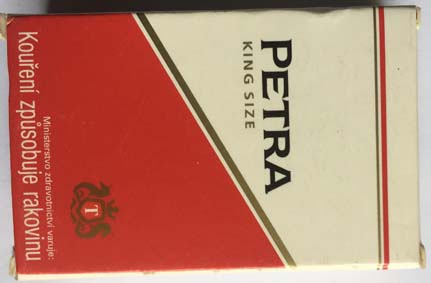 PETRA
KING SIZE
T
Ministerstvo zdravotnictví varuje:
Kouření způsobuje rakovinu